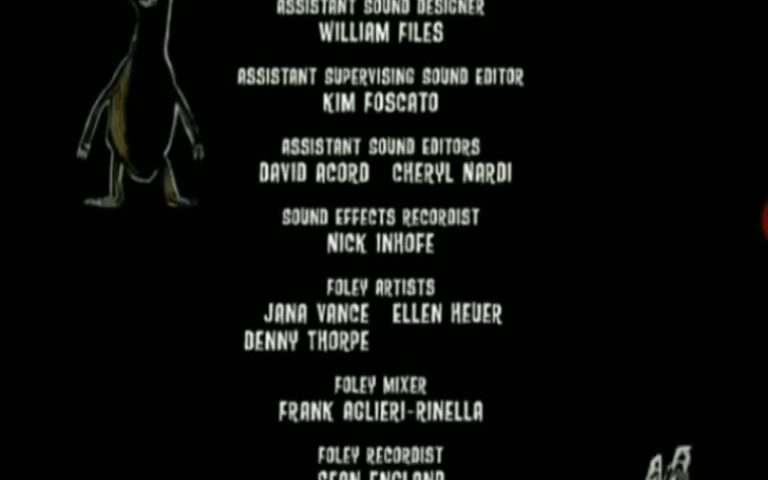 ASSISTANT SOUND DESIGNER
WILLIAM FILES
ASSISTANT SUPERVISING SOUND EDITOR
KIM FOSCATO
ASSISTANT SOUND EDITORS
DAVID ACORD CHERYL NARDI
SOUND EFFECTS RECORDIST
NICK INHOFE
FOLEY ARTISTS
JANA VANCE ELLEN HEUER
DENNY THORPE
FOLEY MIXER
FRANK AGLIERI-RINELLA
FOLEY RECORDIST
SEAN ENGLAND